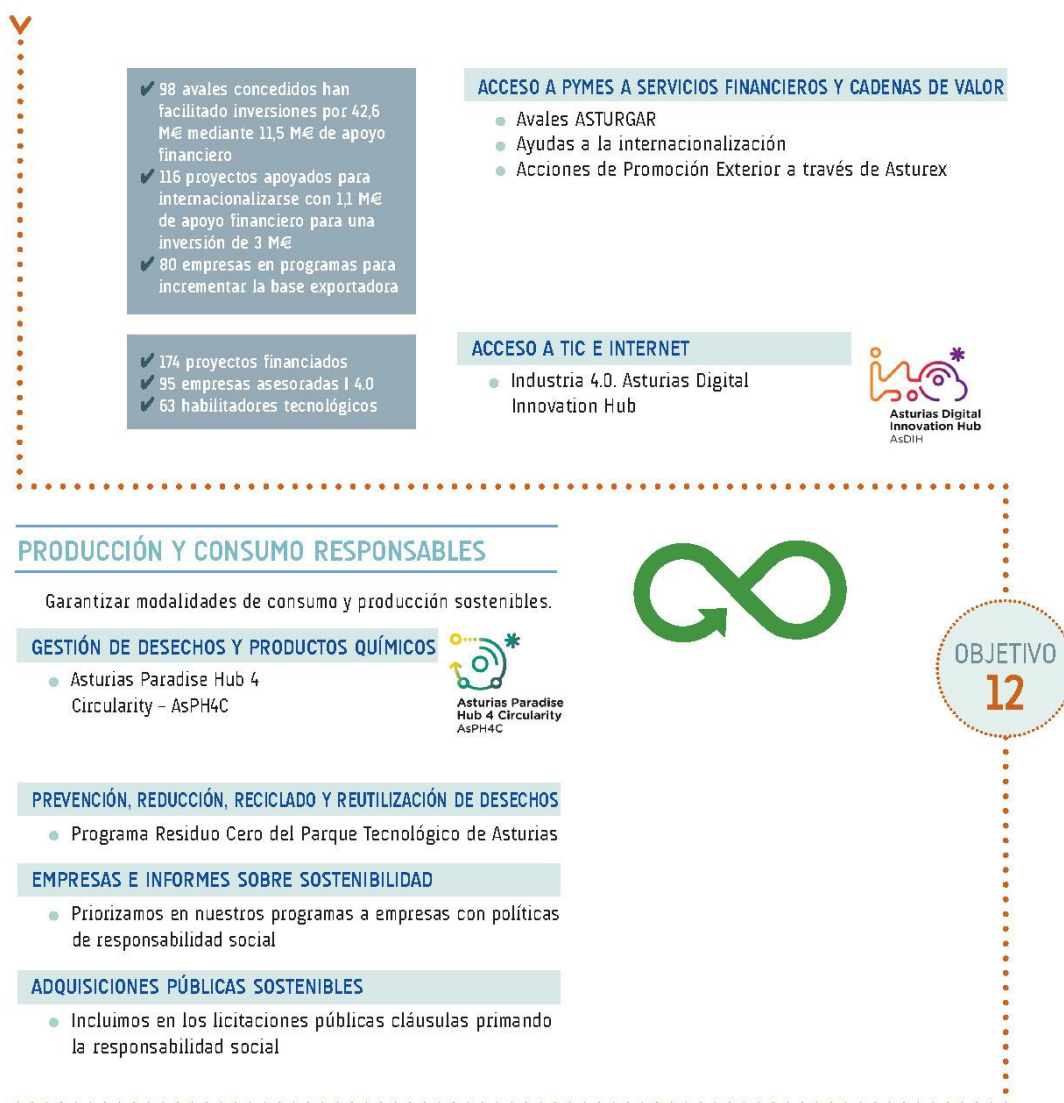 ✔ 98 avales concedidos han
facilitado inversiones por 42,6
M€ mediante 11,5 M€ de apoyo
financiero
✔ 116 proyectos apoyados para
internacionalizarse con 1,1 M€
de apoyo financiero para una
inversión de 3 M€
✔ 80 empresas en programas para
incrementar la base exportadora
ACCESO A PYMES A SERVICIOS FINANCIEROS Y CADENAS DE VALOR
Avales ASTURGAR
Ayudas a la internacionalización
Acciones de Promoción Exterior a través de Asturex
✔ 174 proyectos financiados
✔ 95 empresas asesoradas I 4.0
✔ 63 habilitadores tecnológicos
ACCESO A TIC E INTERNET
Industria 4.0. Asturias Digital
Innovation Hub
Asturias Digital
Innovation Hub
AsDIH
PRODUCCIÓN Y CONSUMO RESPONSABLES
Garantizar modalidades de consumo y producción sostenibles.
GESTIÓN DE DESECHOS Y PRODUCTOS QUÍMICOS
Asturias Paradise Hub 4
Circularity – AsPH4C
Asturias Paradise
Hub 4 Circularity
AsPH4C
OBJETIVO
12
PREVENCIÓN, REDUCCIÓN, RECICLADO Y REUTILIZACIÓN DE DESECHOS
Programa Residuo Cero del Parque Tecnológico de Asturias
EMPRESAS E INFORMES SOBRE SOSTENIBILIDAD
Priorizamos en nuestros programas a empresas con políticas
de responsabilidad social
ADQUISICIONES PÚBLICAS SOSTENIBLES
Incluimos en los licitaciones públicas cláusulas primando
la responsabilidad social